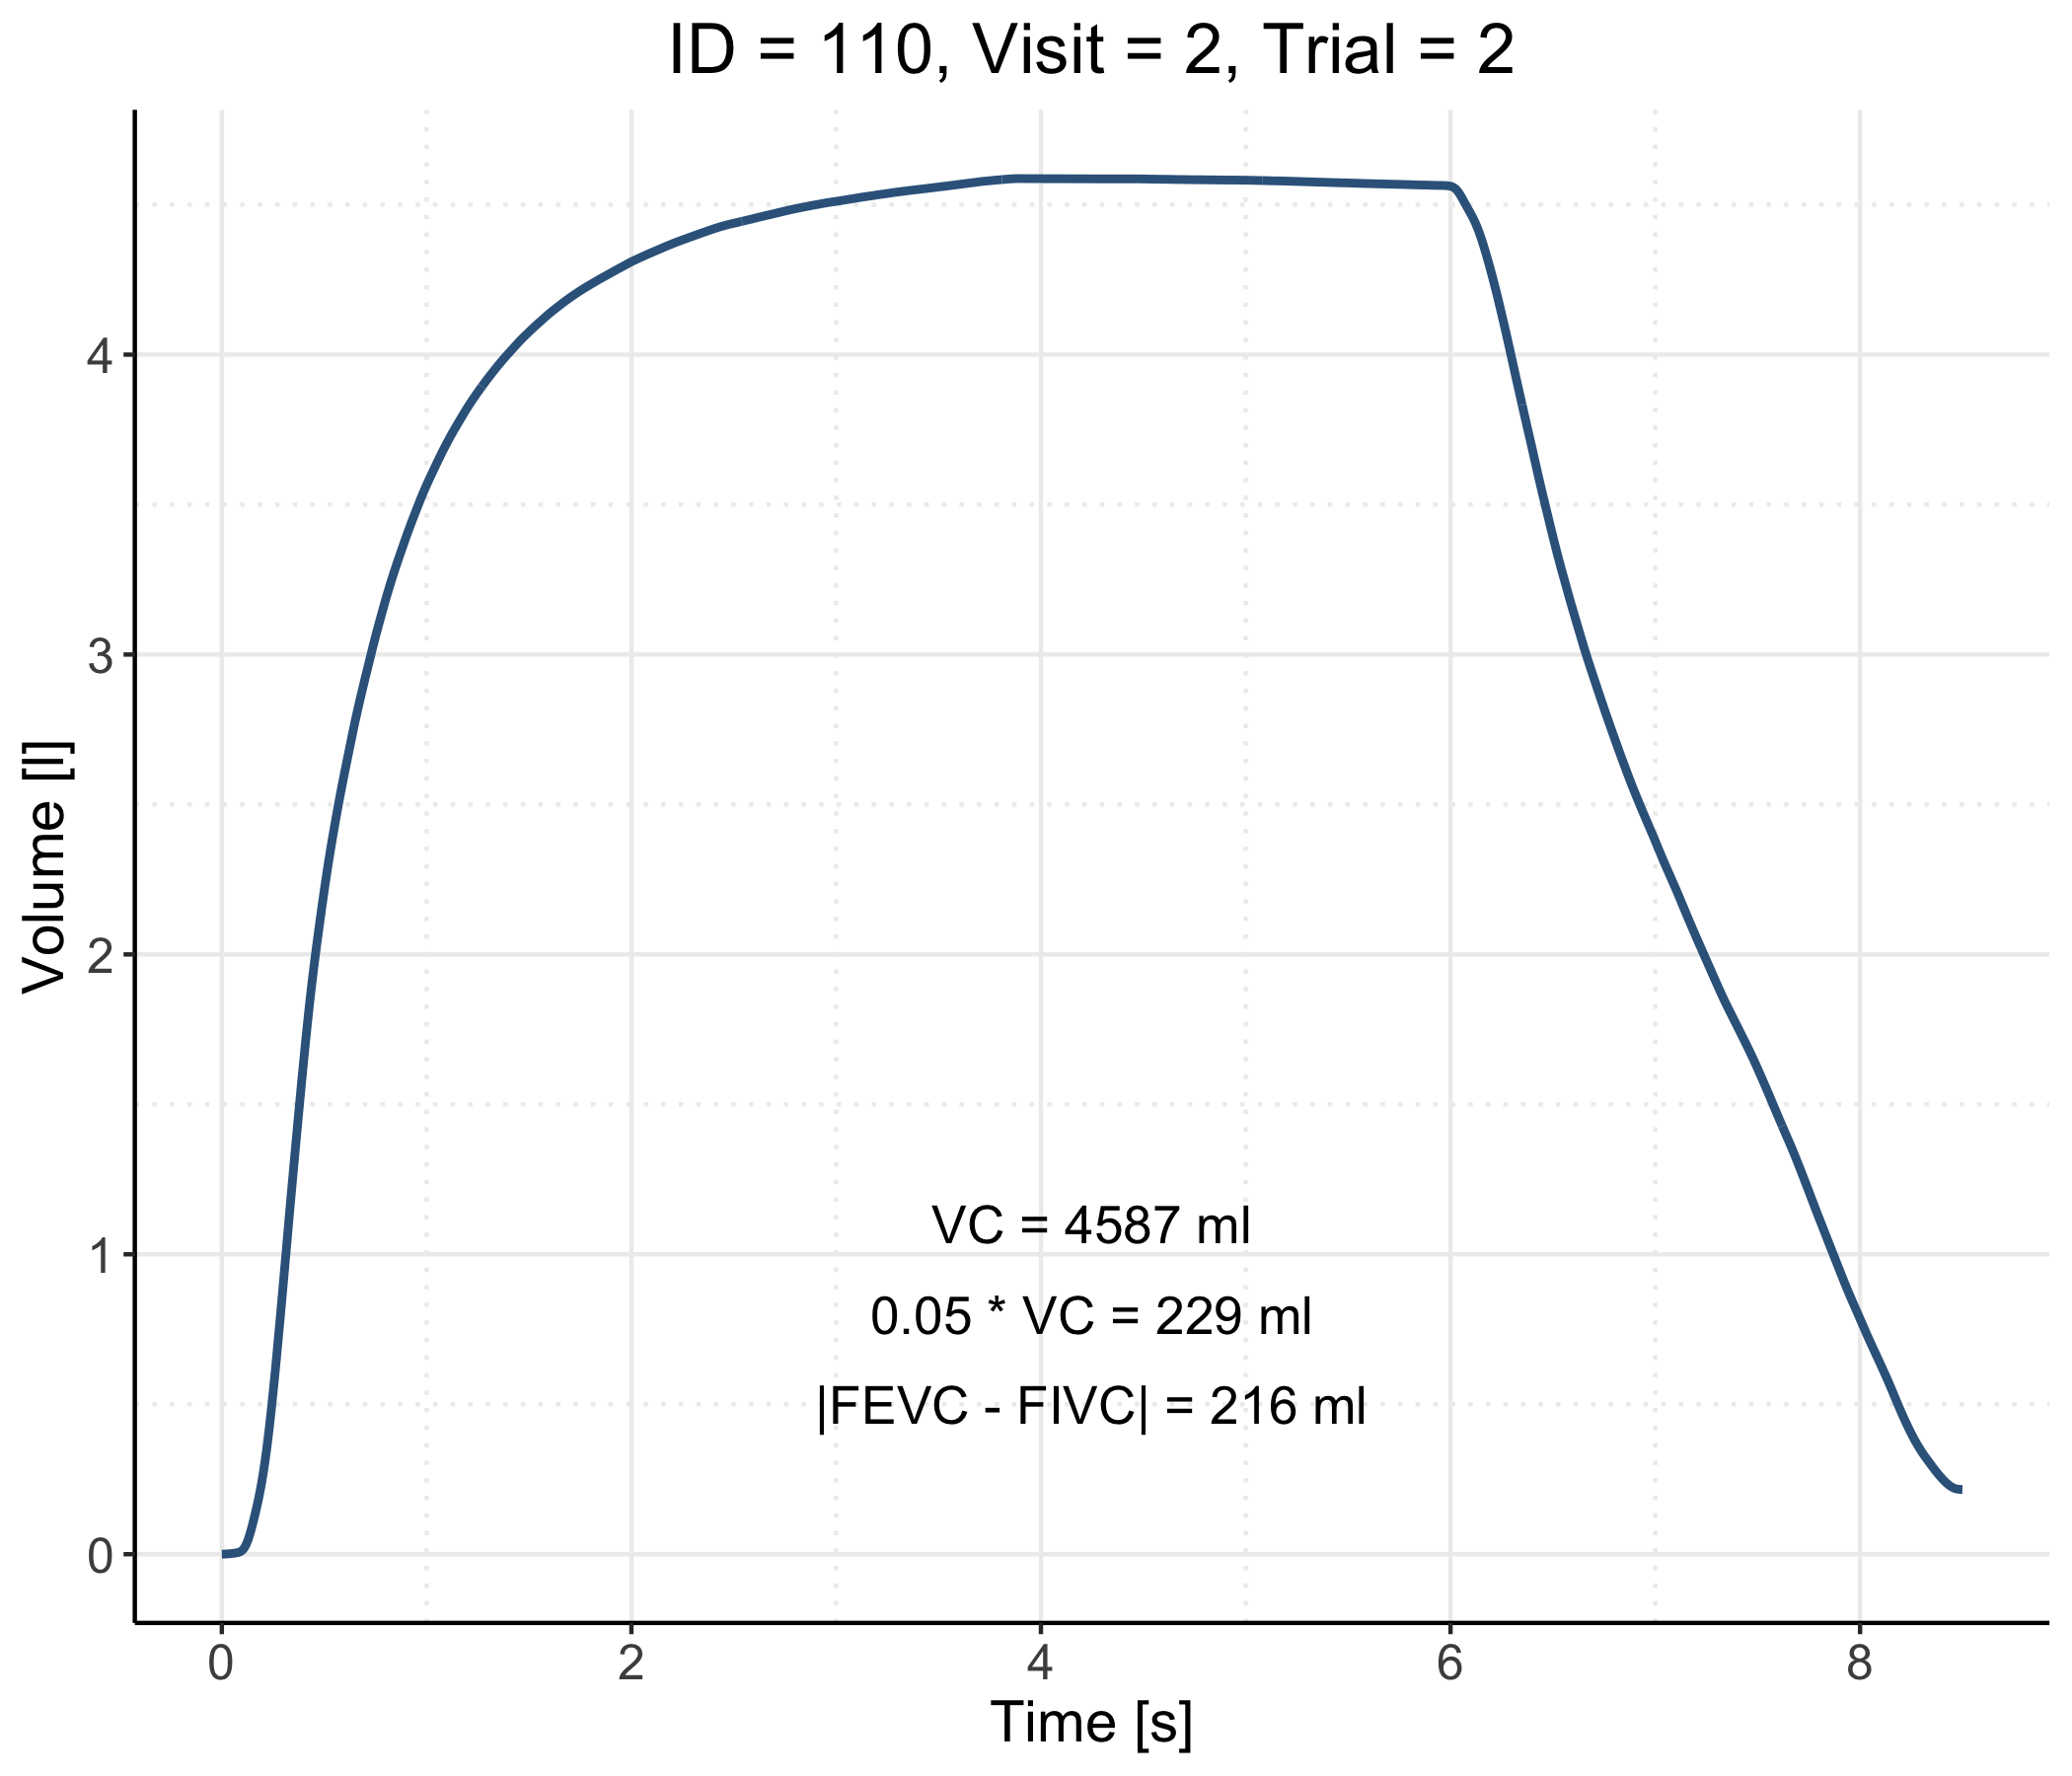 ID = 110, Visit = 2, Trial = 2
Volume [l]
4
3
2
1
0
VC = 4587 ml
0.05 * VC = 229 ml
|FEVC - FIVC| = 216 ml
0 2 4 6 8
Time [s]